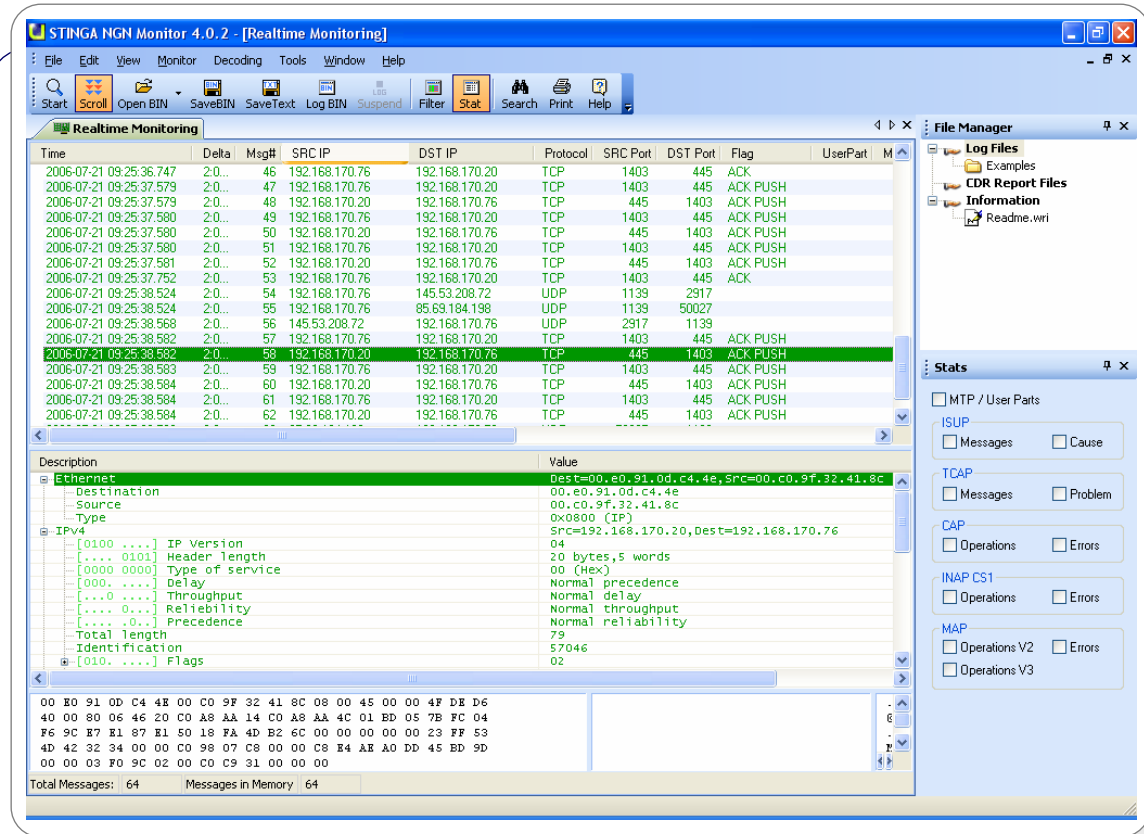 STINGA NGN Monitor 4.0.2 - [Realtime Monitoring]
File Edit View Monitor Decoding Tools Window Help
Start Scroll Open BIN SaveBIN SaveText Log BIN Suspend Filter Stat Search Print Help
Realtime Monitoring
Time Delta Msg# SRC IP DST IP Protocol SRC Port DST Port Flag UserPart M
2006-07-21 09:25:36.747 2:0... 46 192.168.170.76 192.168.170.20 TCP 1403 445 ACK
2006-07-21 09:25:37.579 2:0... 47 192.168.170.76 192.168.170.20 TCP 1403 445 ACK PUSH
2006-07-21 09:25:37.579 2:0... 48 192.168.170.20 192.168.170.76 TCP 445 1403 ACK PUSH
2006-07-21 09:25:37.580 2:0... 49 192.168.170.76 192.168.170.20 TCP 1403 445 ACK PUSH
2006-07-21 09:25:37.580 2:0... 50 192.168.170.20 192.168.170.76 TCP 445 1403 ACK PUSH
2006-07-21 09:25:37.580 2:0... 51 192.168.170.76 192.168.170.20 TCP 1403 445 ACK PUSH
2006-07-21 09:25:37.581 2:0... 52 192.168.170.20 192.168.170.76 TCP 445 1403 ACK PUSH
2006-07-21 09:25:37.752 2:0... 53 192.168.170.76 192.168.170.20 TCP 1403 445 ACK
2006-07-21 09:25:38.524 2:0... 54 192.168.170.76 145.53.208.72 UDP 1139 2917
2006-07-21 09:25:38.524 2:0... 55 192.168.170.76 85.69.184.198 UDP 1139 50027
2006-07-21 09:25:38.568 2:0... 56 145.53.208.72 192.168.170.76 UDP 2917 1139
2006-07-21 09:25:38.582 2:0... 57 192.168.170.76 192.168.170.20 TCP 1403 445 ACK PUSH
2006-07-21 09:25:38.582 2:0... 58 192.168.170.20 192.168.170.76 TCP 445 1403 ACK PUSH
2006-07-21 09:25:38.583 2:0... 59 192.168.170.76 192.168.170.20 TCP 1403 445 ACK PUSH
2006-07-21 09:25:38.584 2:0... 60 192.168.170.20 192.168.170.76 TCP 445 1403 ACK PUSH
2006-07-21 09:25:38.584 2:0... 61 192.168.170.76 192.168.170.20 TCP 1403 445 ACK PUSH
2006-07-21 09:25:38.584 2:0... 62 192.168.170.20 192.168.170.76 TCP 445 1403 ACK PUSH
Description Value
Ethernet Dest=00.e0.91.0d.c4.4e,Src=00.c0.9f.32.41.8c
Destination 00.e0.91.0d.c4.4e
Source 00.c0.9f.32.41.8c
Type 0x0800 (IP)
IPv4 Src=192.168.170.20,Dest=192.168.170.76
[0100 ....] IP Version 04
[.... 0101] Header length 20 bytes,5 words
[0000 0000] Type of service 00 (Hex)
[000. ....] Delay Normal precedence
[...0 ....] Throughput Normal delay
[.... 0...] Reliability Normal throughput
[.... .0..] Precedence Normal reliability
Total length 79
Identification 57046
[010. ....] Flags 02
00 E0 91 0D C4 4E 00 C0 9F 32 41 8C 08 00 45 00 00 4F DE D6
40 00 80 06 46 20 C0 A8 AA 14 C0 A8 AA 4C 01 BD 05 7B FC 04
F6 9C E7 E1 87 E1 50 18 FA 4D B2 6C 00 00 00 00 00 23 FF 53
4D 42 32 34 00 00 C0 98 07 C8 00 00 C8 E4 AE A0 DD 45 BD 9D
00 00 03 F0 9C 02 00 C0 C9 31 00 00 00
Total Messages: 64 Messages in Memory 64
File Manager
Log Files
Examples
CDR Report Files
Information
Readme.wri
Stats
MTP / User Parts
ISUP
Messages Cause
TCAP
Messages Problem
CAP
Operations Errors
INAP CS1
Operations Errors
MAP
Operations V2 Errors
Operations V3